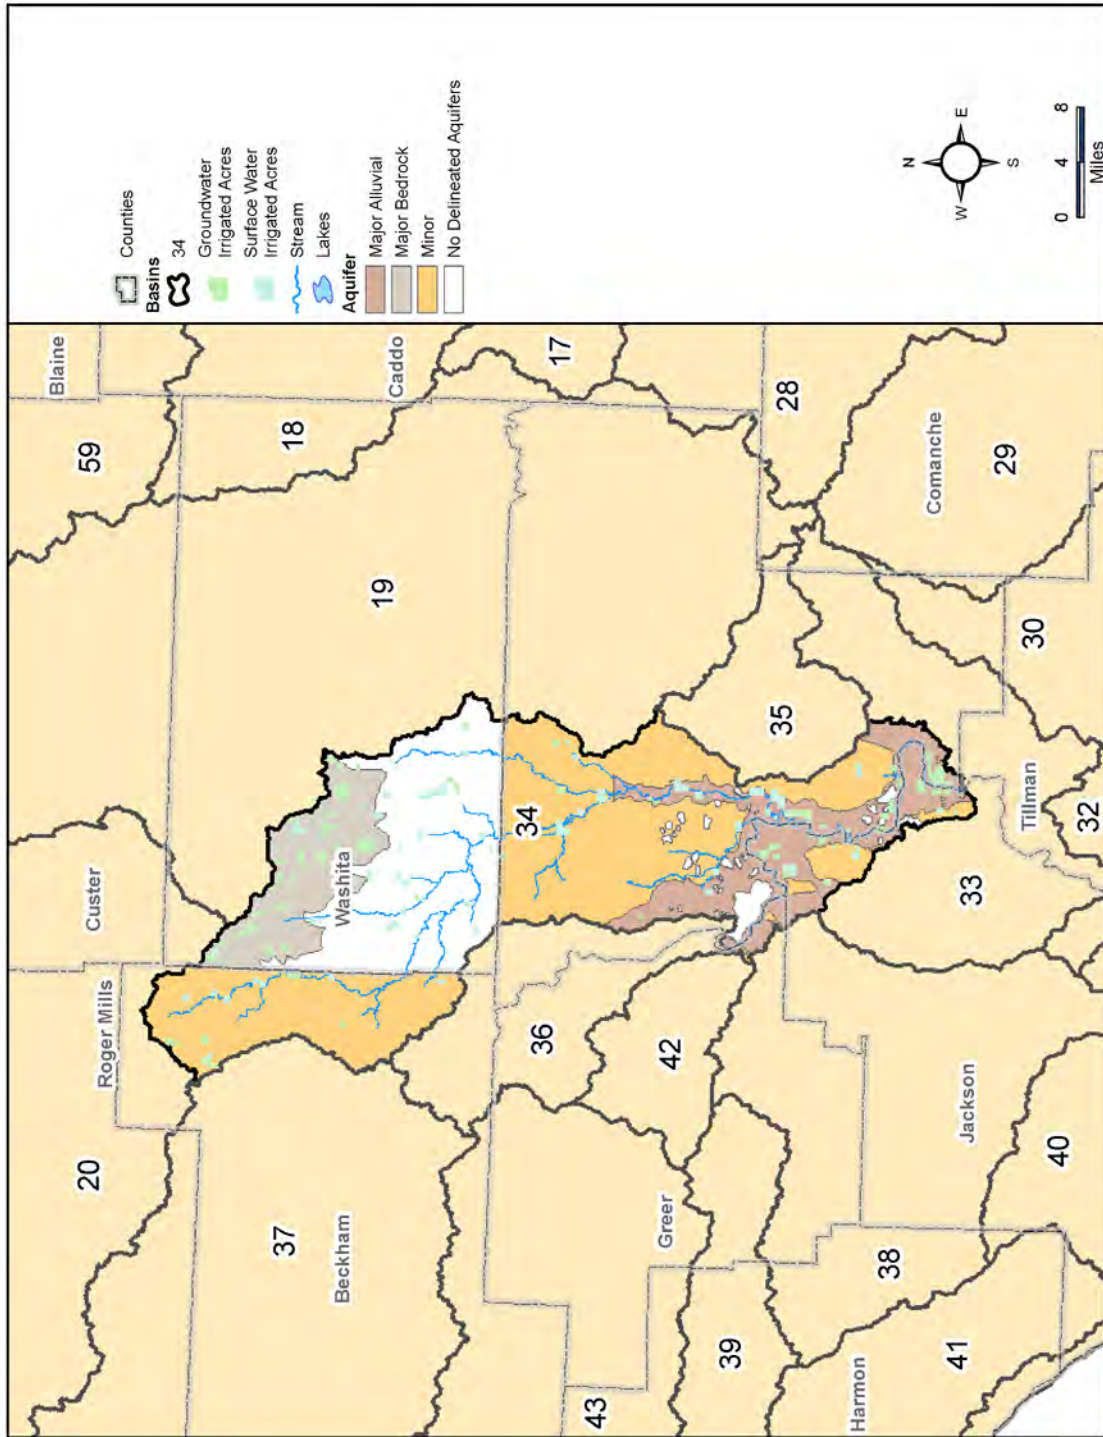 Counties
Basins
34
Groundwater
Irrigated Acres
Surface Water
Irrigated Acres
Stream
Lakes
Aquifer
Major Alluvial
Major Bedrock
Minor
No Delineated Aquifers
N
W
E
S
0 4 8
Miles
Blaine
59
18
Caddo
17
28
Comanche
29
19
30
35
Custer
Washita
34
Tillman
32
33
Roger Mills
20
36
42
Jackson
40
37
Beckham
Greer
38
39
43
Harmon
41